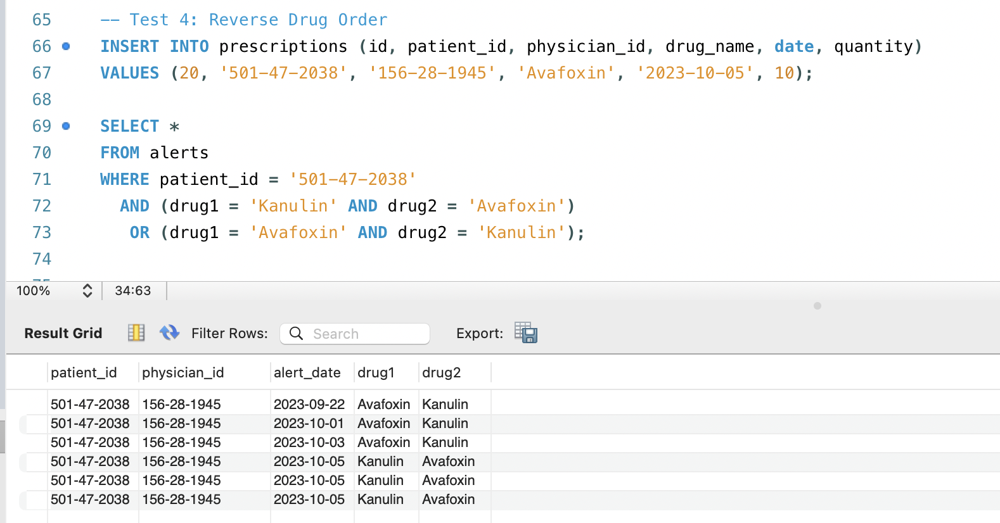 65 -- Test 4: Reverse Drug Order
66 INSERT INTO prescriptions (id, patient_id, physician_id, drug_name, date, quantity)
67 VALUES (20, '501-47-2038', '156-28-1945', 'Avafoxin', '2023-10-05', 10);
68
69 SELECT *
70 FROM alerts
71 WHERE patient_id = '501-47-2038'
72 AND (drug1 = 'Kanulin' AND drug2 = 'Avafoxin')
73 OR (drug1 = 'Avafoxin' AND drug2 = 'Kanulin');
74
100% 34:63
Result Grid Filter Rows: Search Export:
patient_id physician_id alert_date drug1 drug2
501-47-2038 156-28-1945 2023-09-22 Avafoxin Kanulin
501-47-2038 156-28-1945 2023-10-01 Avafoxin Kanulin
501-47-2038 156-28-1945 2023-10-03 Avafoxin Kanulin
501-47-2038 156-28-1945 2023-10-05 Kanulin Avafoxin
501-47-2038 156-28-1945 2023-10-05 Kanulin Avafoxin
501-47-2038 156-28-1945 2023-10-05 Kanulin Avafoxin